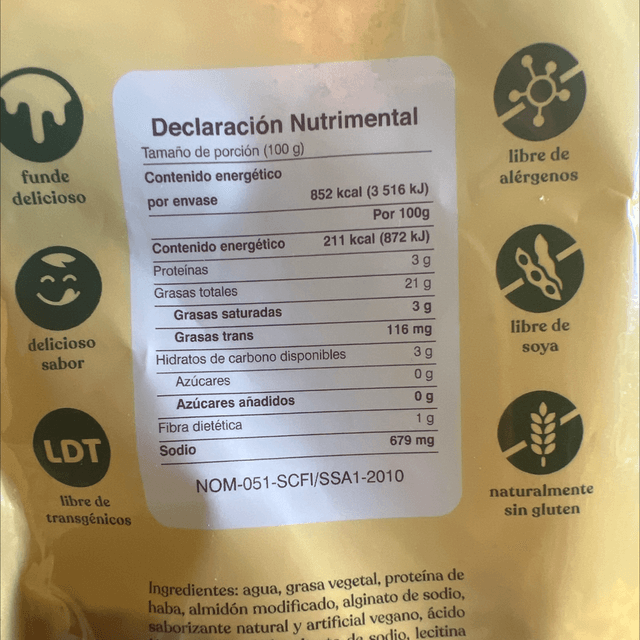 funde
delicioso
delicioso
sabor
LDT
libre de
transgénicos
Declaración Nutrimental
Tamaño de porción (100 g)
Contenido energético
por envase 852 kcal (3 516 kJ)
Por 100g
Contenido energético 211 kcal (872 kJ)
Proteínas 3 g
Grasas totales 21 g
Grasas saturadas 3 g
Grasas trans 116 mg
Hidratos de carbono disponibles 3 g
Azúcares 0 g
Azúcares añadidos 0 g
Fibra dietética 1 g
Sodio 679 mg
NOM-051-SCFI/SSA1-2010
libre de
alérgenos
libre de
soya
naturalmente
sin gluten
Ingredientes: agua, grasa vegetal, proteína de
haba, almidón modificado, alginato de sodio,
saborizante natural y artificial vegano, ácido
de sodio, lecitina